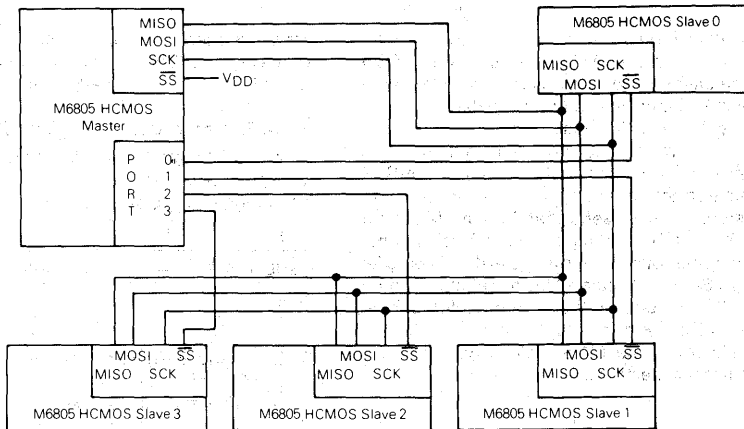 MISO
MOSI
SCK
SS
VDD
M6805 HCMOS
Master
P 0
O 1
R 2
T 3
M6805 HCMOS Slave 0
MISO SCK
MOSI SS
MOSI SS
MISO SCK
M6805 HCMOS Slave 3
MOSI SS
MISO SCK
M6805 HCMOS Slave 2
MOSI SS
MISO SCK
M6805 HCMOS Slave 1